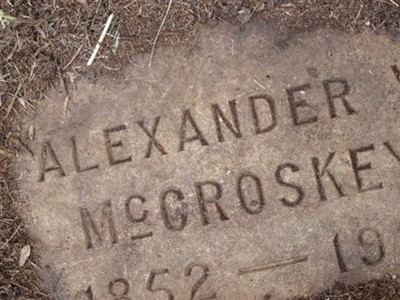 ALEXANDER
McCROSKEY
1852 — 19